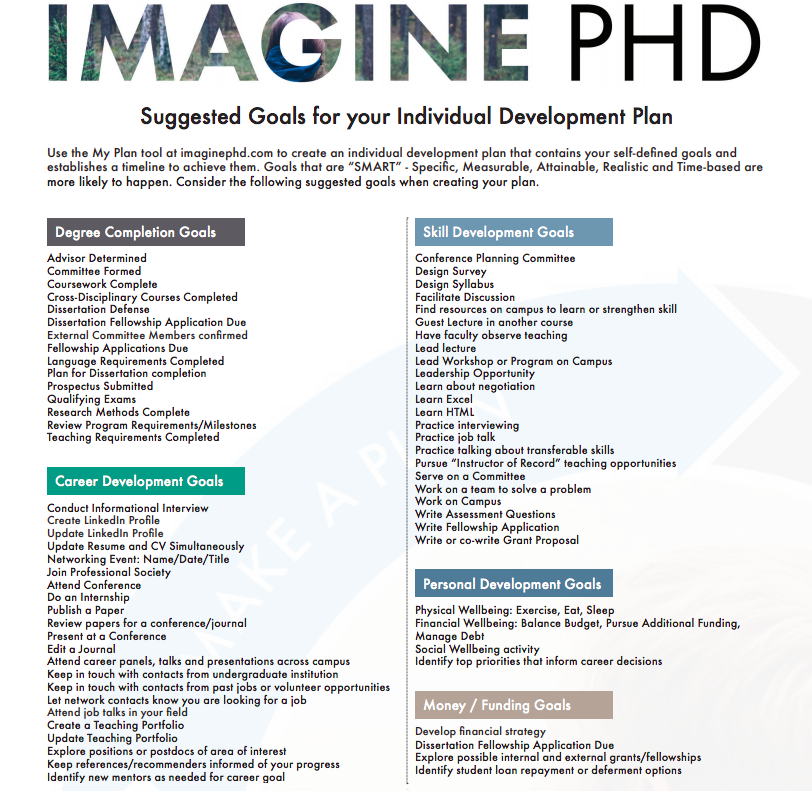 IMAGINE PHD
Suggested Goals for your Individual Development Plan
Use the My Plan tool at imaginephd.com to create an individual development plan that contains your self-defined goals and
establishes a timeline to achieve them. Goals that are “SMART” - Specific, Measurable, Attainable, Realistic and Time-based are
more likely to happen. Consider the following suggested goals when creating your plan.
Degree Completion Goals
Advisor Determined
Committee Formed
Coursework Complete
Cross-Disciplinary Courses Completed
Dissertation Defense
Dissertation Fellowship Application Due
External Committee Members confirmed
Fellowship Applications Due
Language Requirements Completed
Plan for Dissertation completion
Prospectus Submitted
Qualifying Exams
Research Methods Complete
Review Program Requirements/Milestones
Teaching Requirements Completed
Career Development Goals
Conduct Informational Interview
Create LinkedIn Profile
Update LinkedIn Profile
Update Resume and CV Simultaneously
Networking Event: Name/Date/Title
Join Professional Society
Attend Conference
Do an Internship
Publish a Paper
Review papers for a conference/journal
Present at a Conference
Edit a Journal
Attend career panels, talks and presentations across campus
Keep in touch with contacts from undergraduate institution
Keep in touch with contacts from past jobs or volunteer opportunities
Let network contacts know you are looking for a job
Attend job talks in your field
Create a Teaching Portfolio
Update Teaching Portfolio
Explore positions or postdocs of area of interest
Keep references/recommenders informed of your progress
Identify new mentors as needed for career goal
Skill Development Goals
Conference Planning Committee
Design Survey
Design Syllabus
Facilitate Discussion
Find resources on campus to learn or strengthen skill
Guest Lecture in another course
Have faculty observe teaching
Lead lecture
Lead Workshop or Program on Campus
Leadership Opportunity
Learn about negotiation
Learn Excel
Learn HTML
Practice interviewing
Practice job talk
Practice talking about transferable skills
Pursue “Instructor of Record” teaching opportunities
Serve on a Committee
Work on a team to solve a problem
Work on Campus
Write Assessment Questions
Write Fellowship Application
Write or co-write Grant Proposal
Personal Development Goals
Physical Wellbeing: Exercise, Eat, Sleep
Financial Wellbeing: Balance Budget, Pursue Additional Funding,
Manage Debt
Social Wellbeing activity
Identify top priorities that inform career decisions
Money / Funding Goals
Develop financial strategy
Dissertation Fellowship Application Due
Explore possible internal and external grants/fellowships
Identify student loan repayment or deferment options
MAKE A PLAN